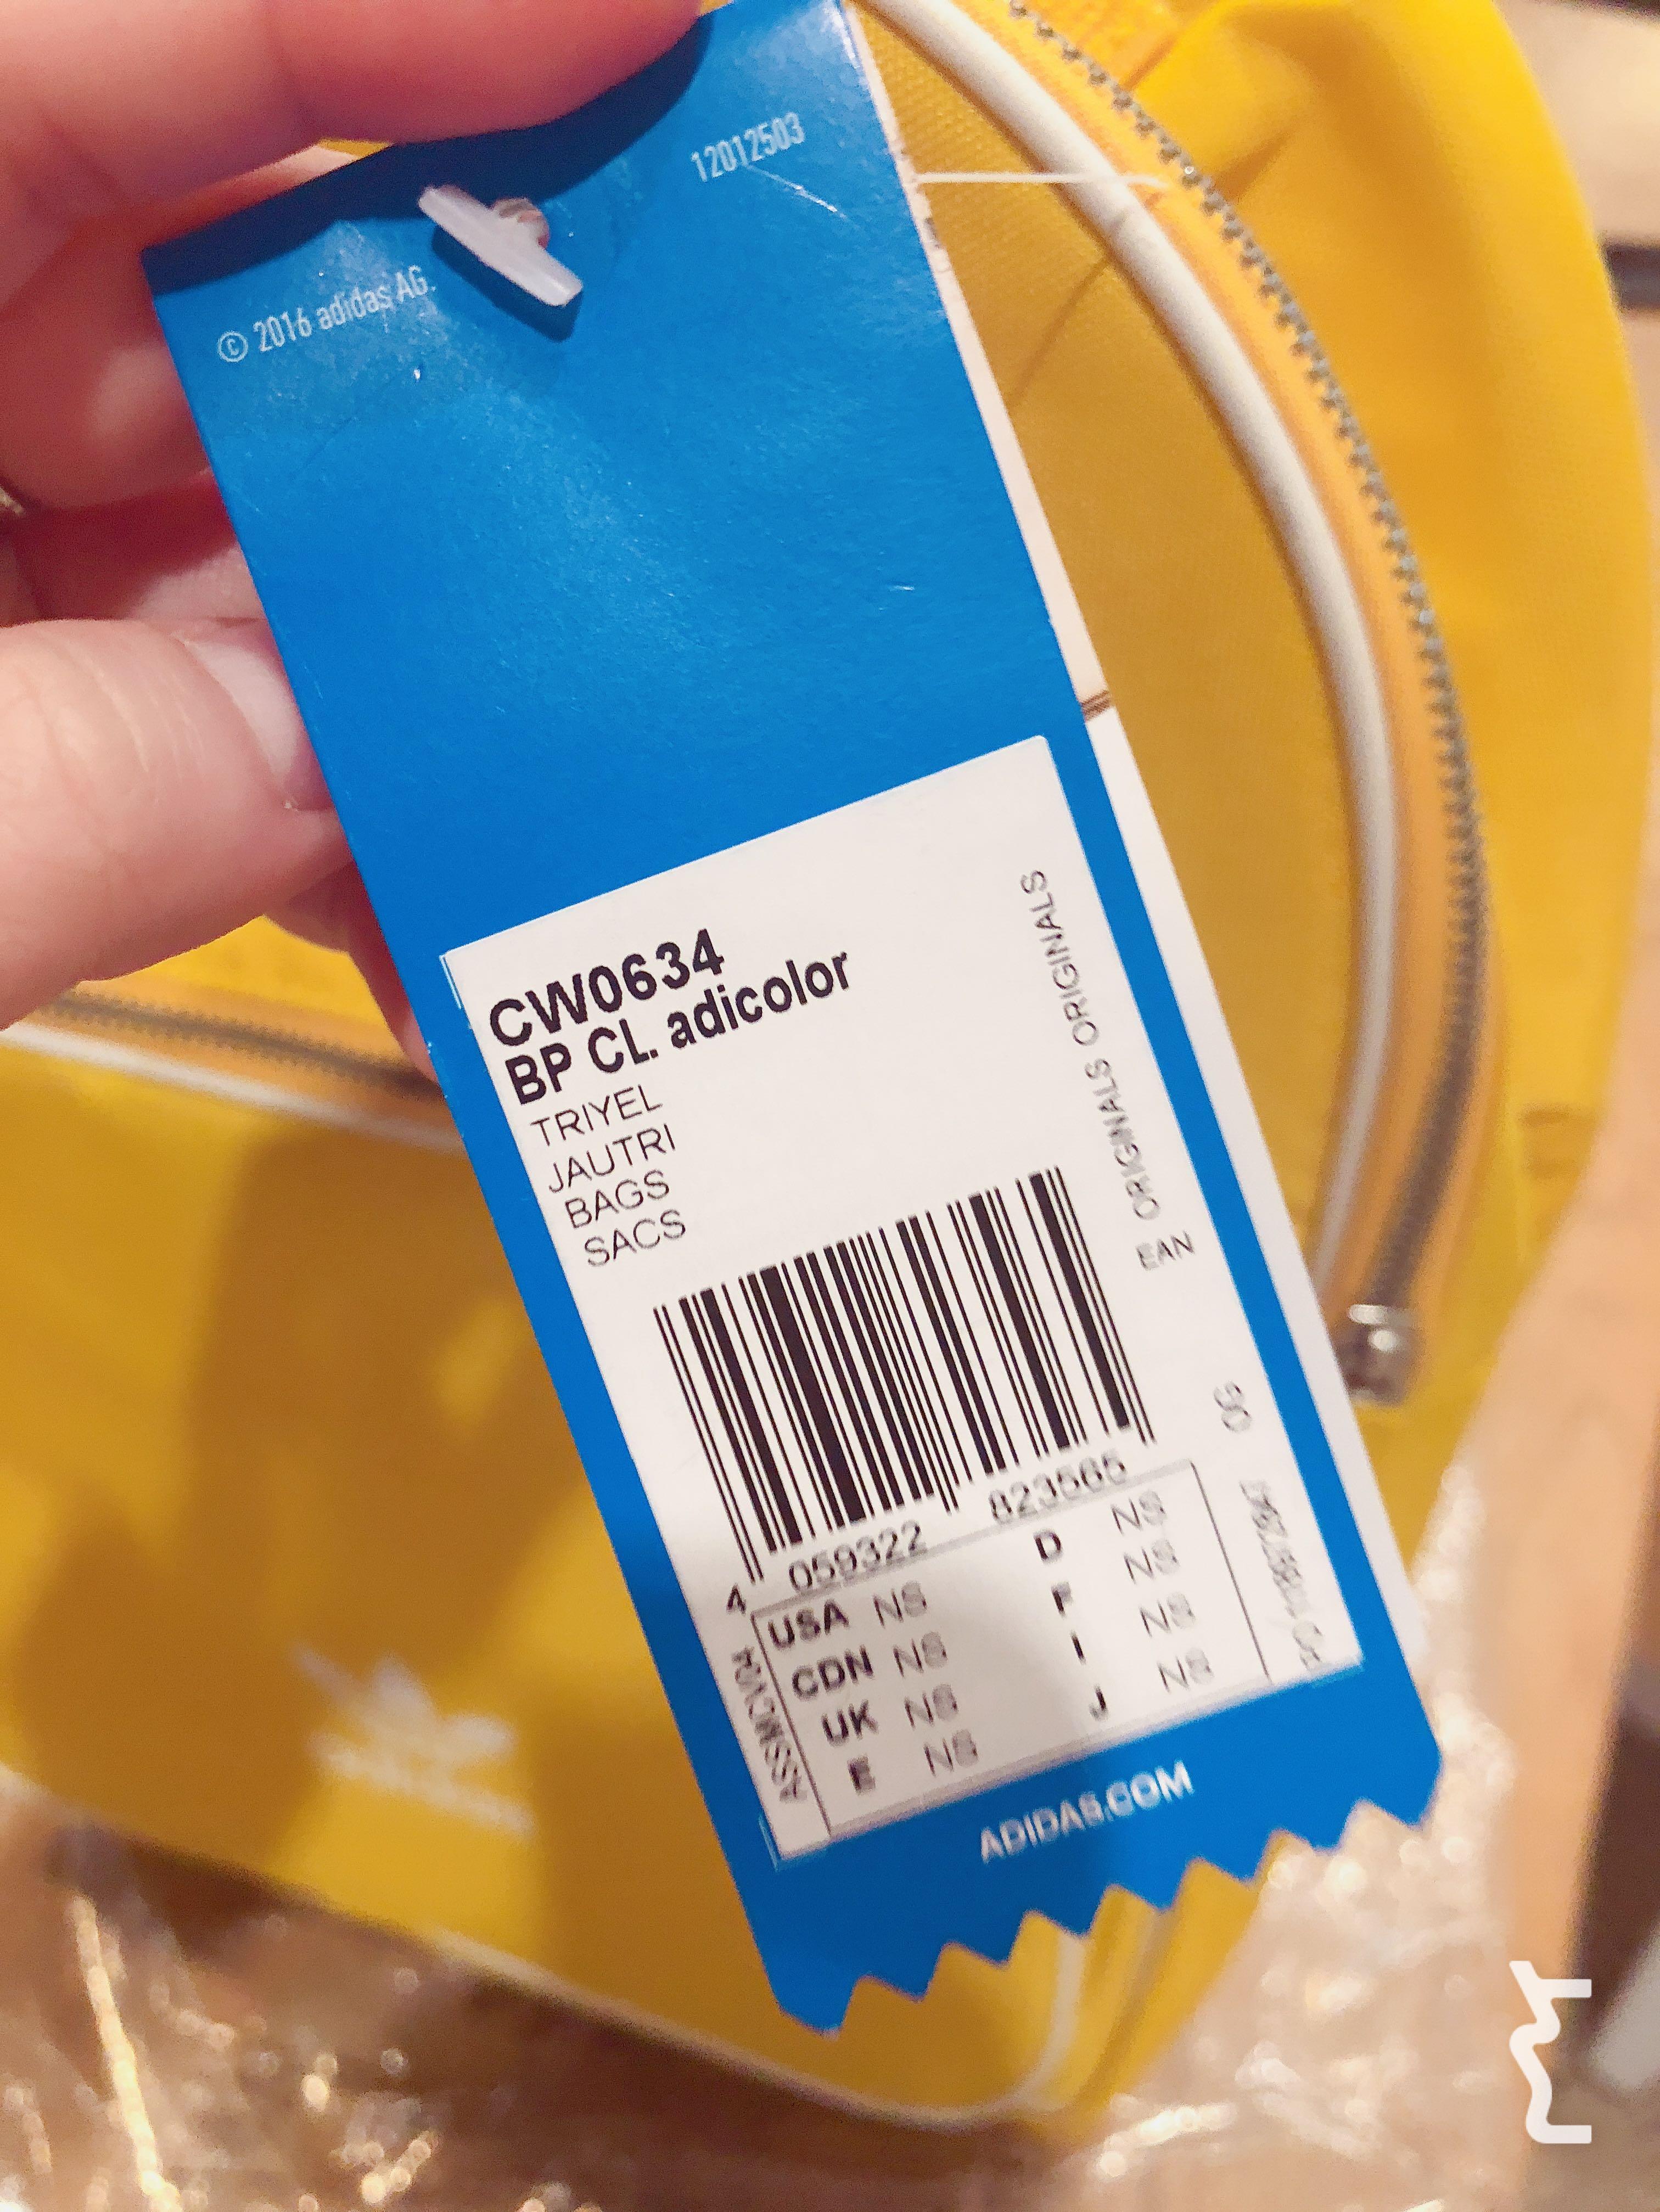 12012503
© 2016 adidas AG.
CW0634
BP CL. adicolor
TRIYEL
JAUTRI
BAGS
SACS
ORIGINALS ORIGINALS
EAN
4 059322 823565
06
USA NS D NS
CDN NS F NS
UK NS I NS
E NS J NS
ADIDAS.COM